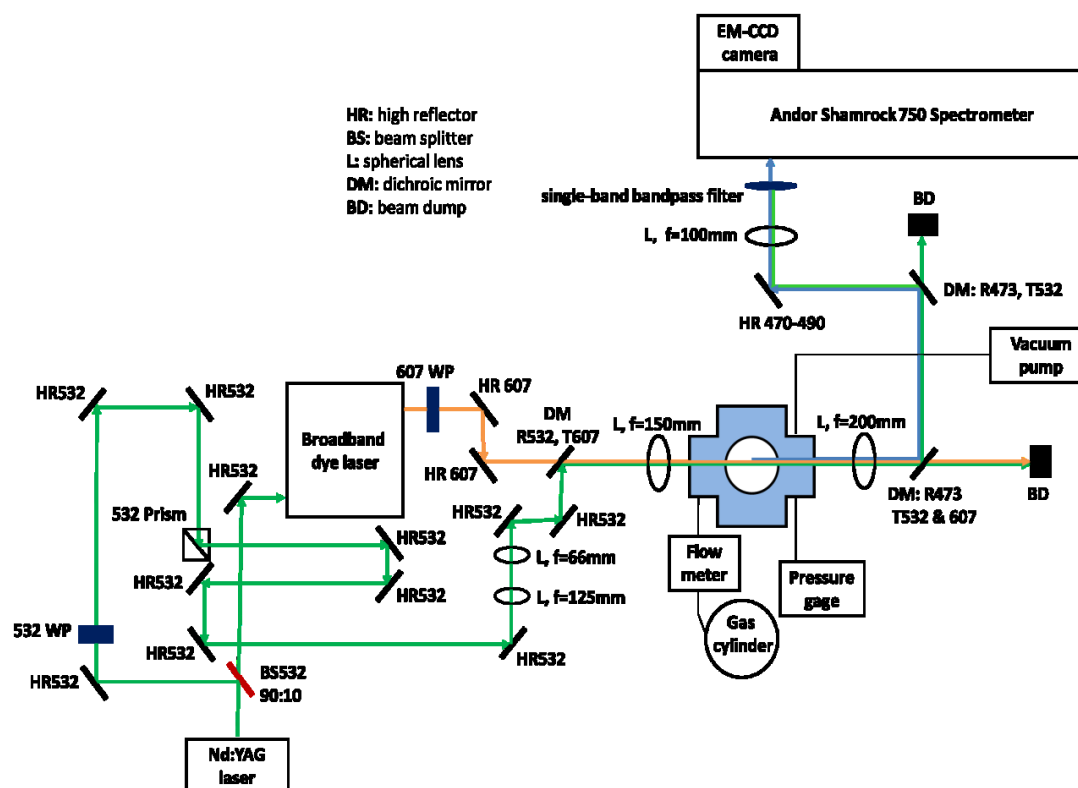 EM-CCD
camera
Andor Shamrock 750 Spectrometer
HR: high reflector
BS: beam splitter
L: spherical lens
DM: dichroic mirror
BD: beam dump
single-band bandpass filter
BD
L, f=100mm
DM: R473, T532
HR 470-490
Vacuum
pump
607 WP
HR 607
HR532
HR532
Broadband
dye laser
DM
R532, T607
L, f=150mm
L, f=200mm
HR 607
HR532
DM: R473
T532 & 607
BD
532 Prism
HR532
HR532
HR532
HR532
L, f=66mm
Flow
meter
Pressure
gage
HR532
L, f=125mm
Gas
cylinder
532 WP
HR532
HR532
HR532
BS532
90:10
Nd:YAG
laser